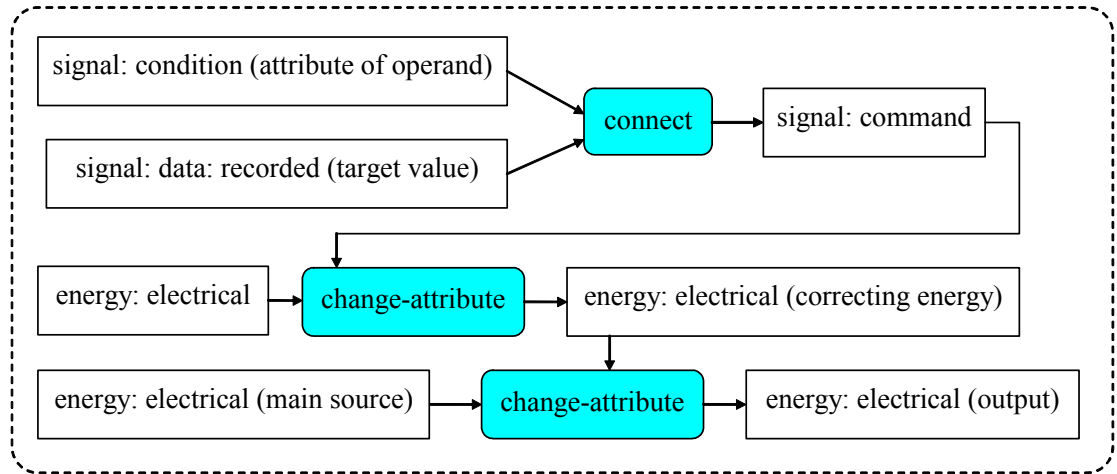 signal: condition (attribute of operand)
connect
signal: command
signal: data: recorded (target value)
energy: electrical
change-attribute
energy: electrical (correcting energy)
energy: electrical (main source)
change-attribute
energy: electrical (output)